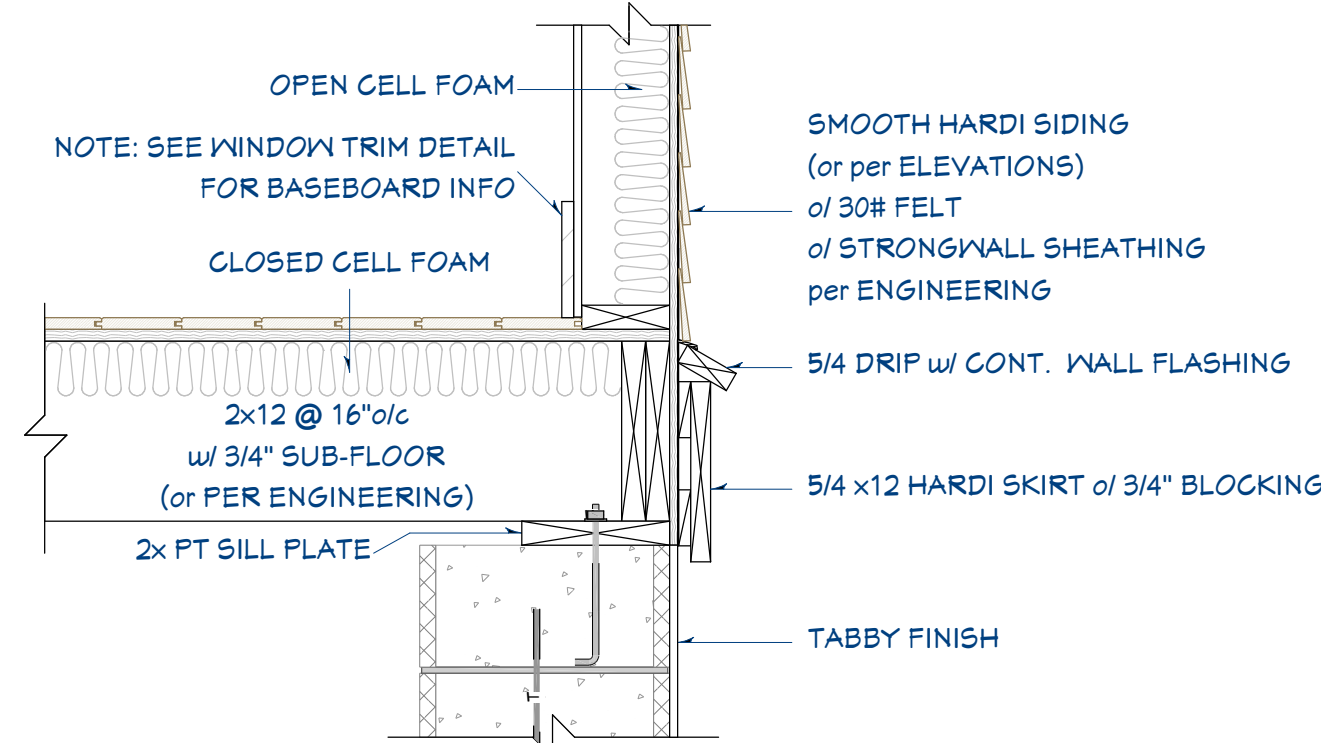 OPEN CELL FOAM
NOTE: SEE WINDOW TRIM DETAIL
FOR BASEBOARD INFO
CLOSED CELL FOAM
2x12 @ 16"o/c
w/ 3/4" SUB-FLOOR
(or PER ENGINEERING)
2x PT SILL PLATE
SMOOTH HARDI SIDING
(or per ELEVATIONS)
o/ 30# FELT
o/ STRONGWALL SHEATHING
per ENGINEERING
5/4 DRIP w/ CONT. WALL FLASHING
5/4 x12 HARDI SKIRT o/ 3/4" BLOCKING
TABBY FINISH